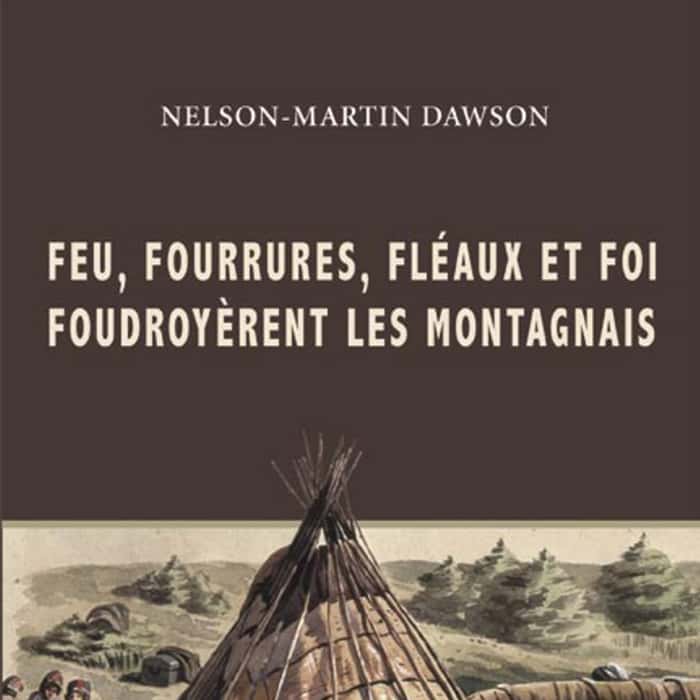 NELSON-MARTIN DAWSON
FEU, FOURRURES, FLÉAUX ET FOI
FOUDROYÈRENT LES MONTAGNAIS